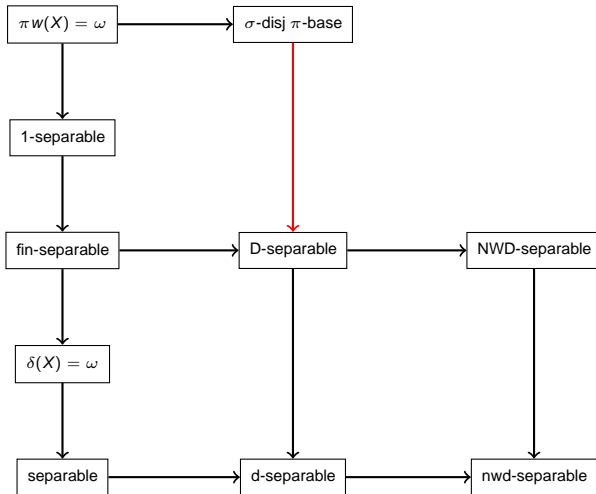 πw(X) = ω
σ-disj π-base
1-separable
fin-separable
D-separable
NWD-separable
δ(X) = ω
separable
d-separable
nwd-separable